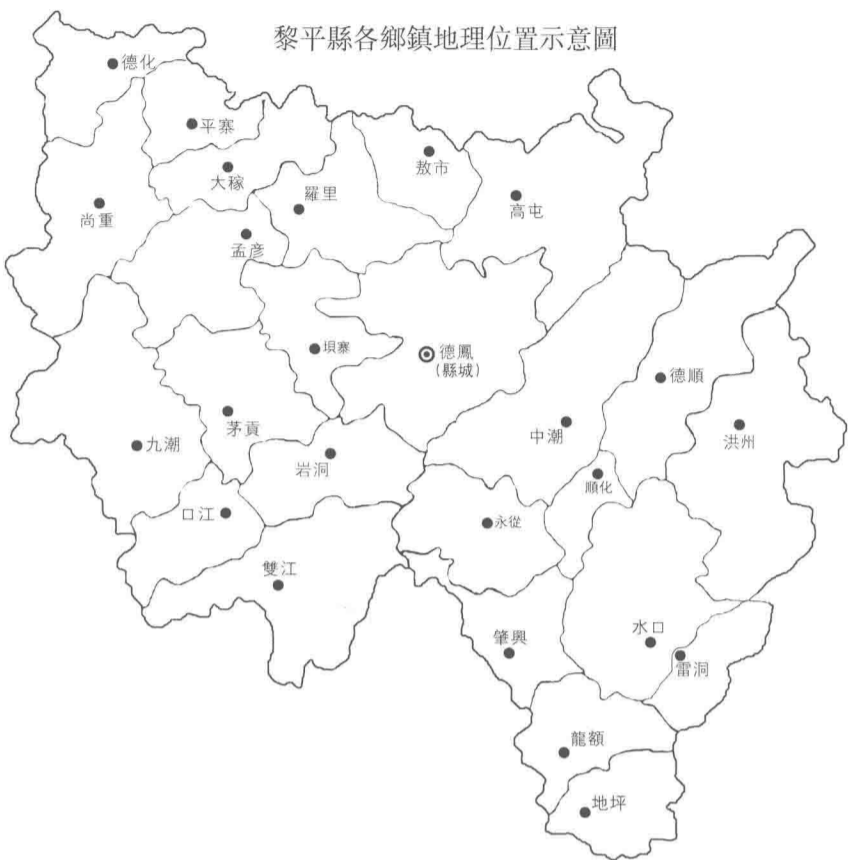 黎平縣各鄉鎮地理位置示意圖
德化
平寨
敖市
大稼
羅里
高屯
尚重
孟彥
垻寨
德鳳
(縣城)
德順
茅貢
中潮
洪州
九潮
岩洞
順化
口江
永從
雙江
水口
肇興
雷洞
龍額
地坪